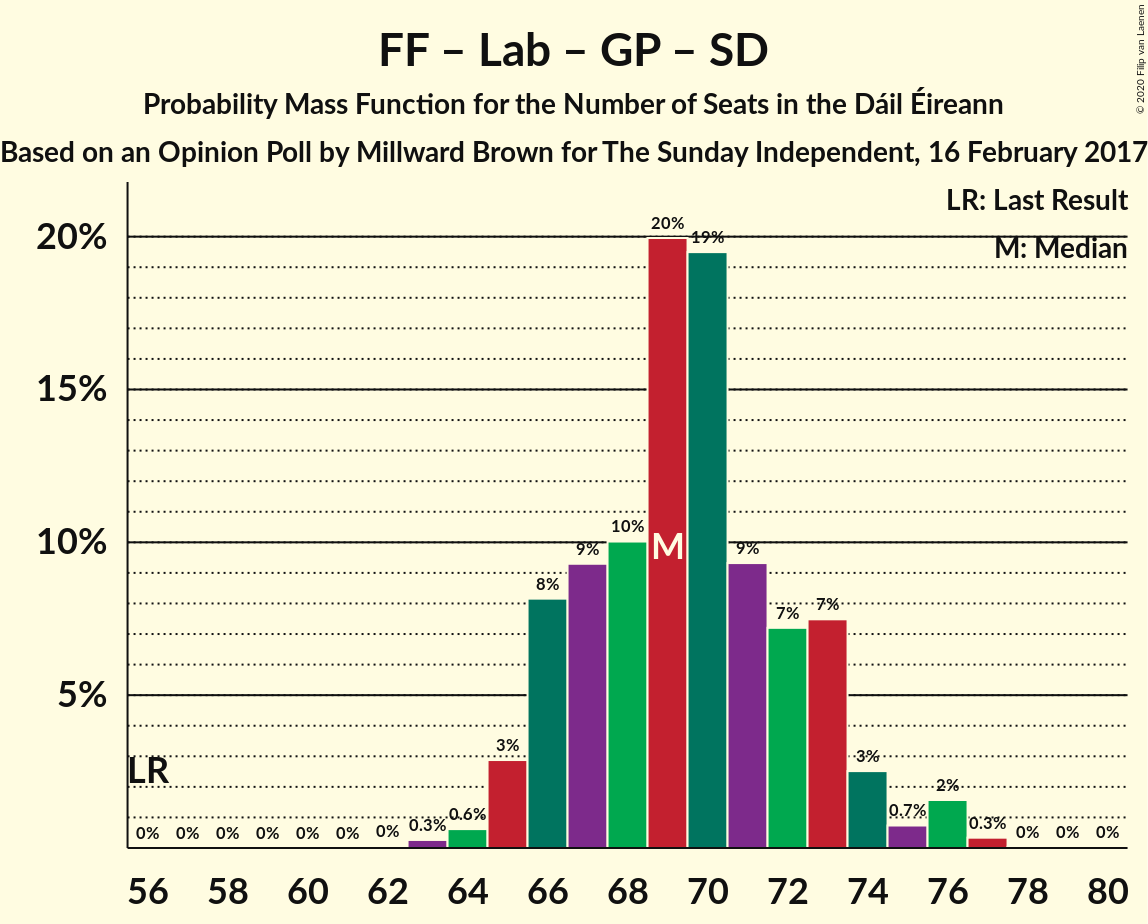 FF – Lab – GP – SD
Probability Mass Function for the Number of Seats in the Dáil Éireann
Based on an Opinion Poll by Millward Brown for The Sunday Independent, 16 February 2017
© 2020 Filip van Laenen
LR: Last Result
M: Median
20%
15%
10%
5%
LR
0% 0% 0% 0% 0% 0% 0% 0.3% 0.6% 3% 8% 9% 10% 20% 19% 9% 7% 7% 3% 0.7% 2% 0.3% 0% 0% 0%
M
56 58 60 62 64 66 68 70 72 74 76 78 80